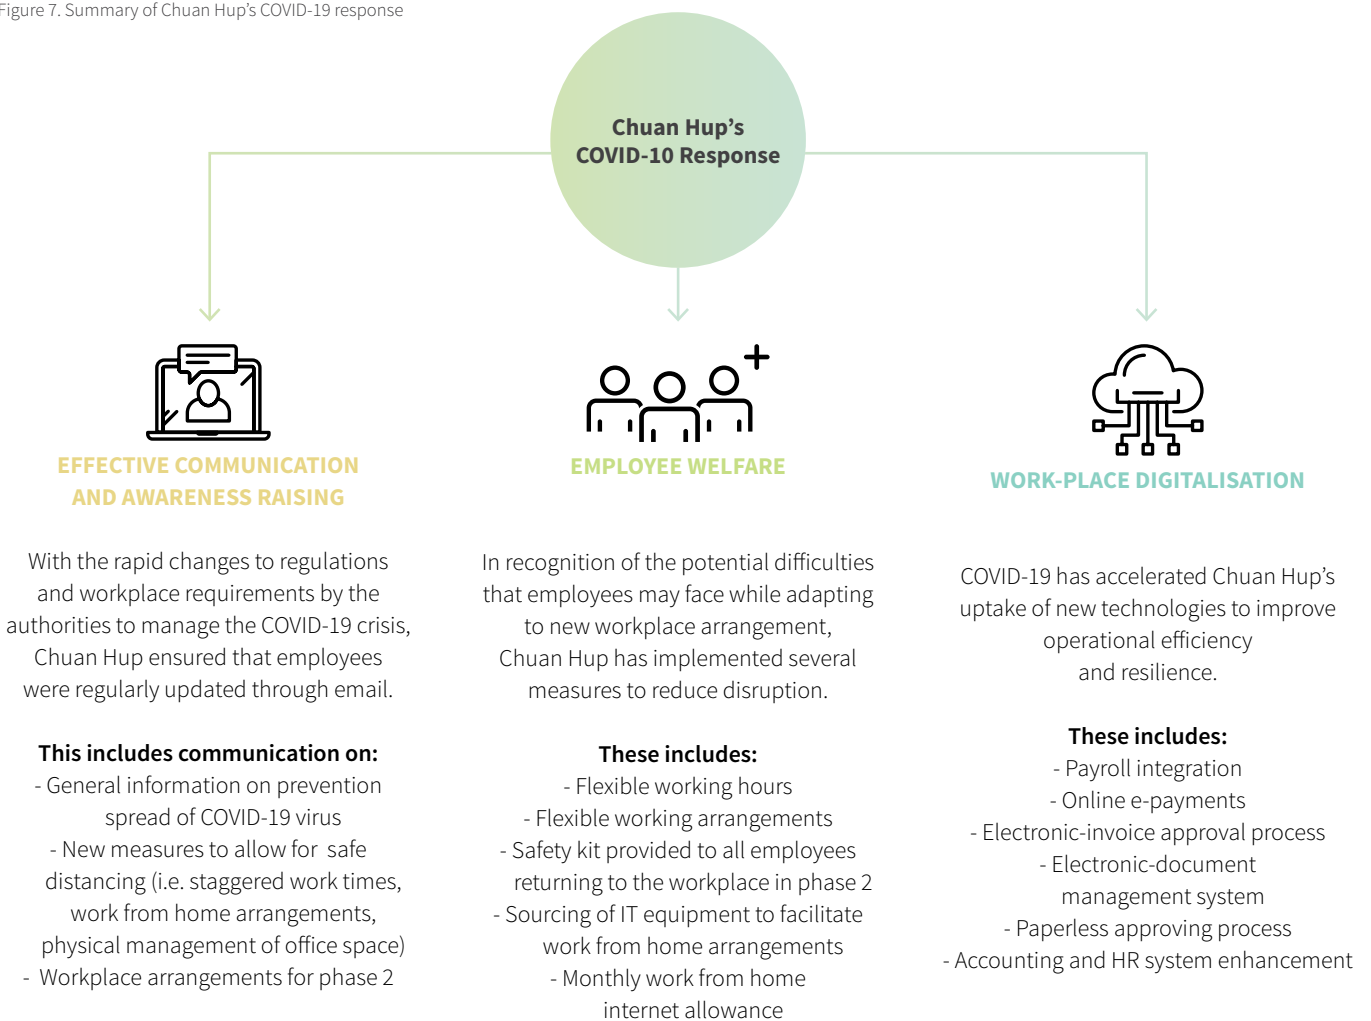 Figure 7. Summary of Chuan Hup’s COVID-19 response
Chuan Hup’s
COVID-10 Response
EFFECTIVE COMMUNICATION
AND AWARENESS RAISING
With the rapid changes to regulations
and workplace requirements by the
authorities to manage the COVID-19 crisis,
Chuan Hup ensured that employees
were regularly updated through email.
This includes communication on:
- General information on prevention
spread of COVID-19 virus
- New measures to allow for safe
distancing (i.e. staggered work times,
work from home arrangements,
physical management of office space)
- Workplace arrangements for phase 2
EMPLOYEE WELFARE
In recognition of the potential difficulties
that employees may face while adapting
to new workplace arrangement,
Chuan Hup has implemented several
measures to reduce disruption.
These includes:
- Flexible working hours
- Flexible working arrangements
- Safety kit provided to all employees
returning to the workplace in phase 2
- Sourcing of IT equipment to facilitate
work from home arrangements
- Monthly work from home
internet allowance
WORK-PLACE DIGITALISATION
COVID-19 has accelerated Chuan Hup’s
uptake of new technologies to improve
operational efficiency
and resilience.
These includes:
- Payroll integration
- Online e-payments
- Electronic-invoice approval process
- Electronic-document
management system
- Paperless approving process
- Accounting and HR system enhancement